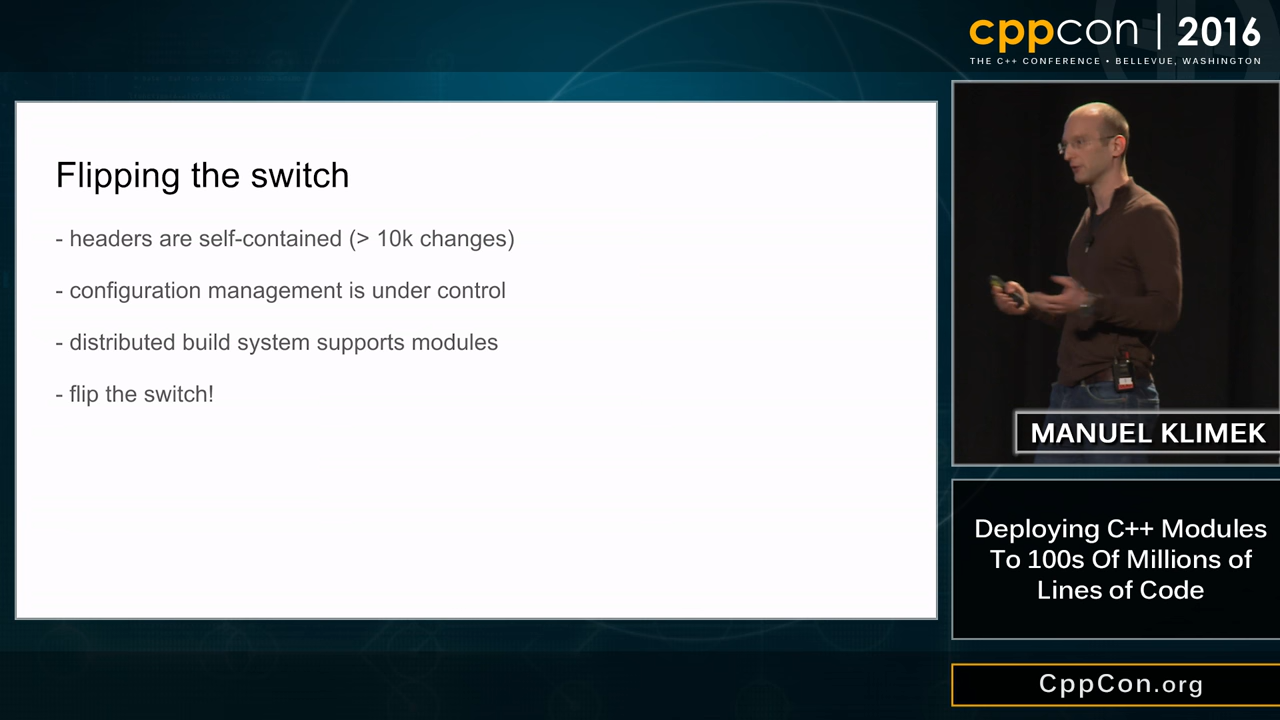 cppcon | 2016
THE C++ CONFERENCE • BELLEVUE, WASHINGTON
Flipping the switch
- headers are self-contained (> 10k changes)
- configuration management is under control
- distributed build system supports modules
- flip the switch!
MANUEL KLIMEK
Deploying C++ Modules
To 100s Of Millions of
Lines of Code
CppCon.org